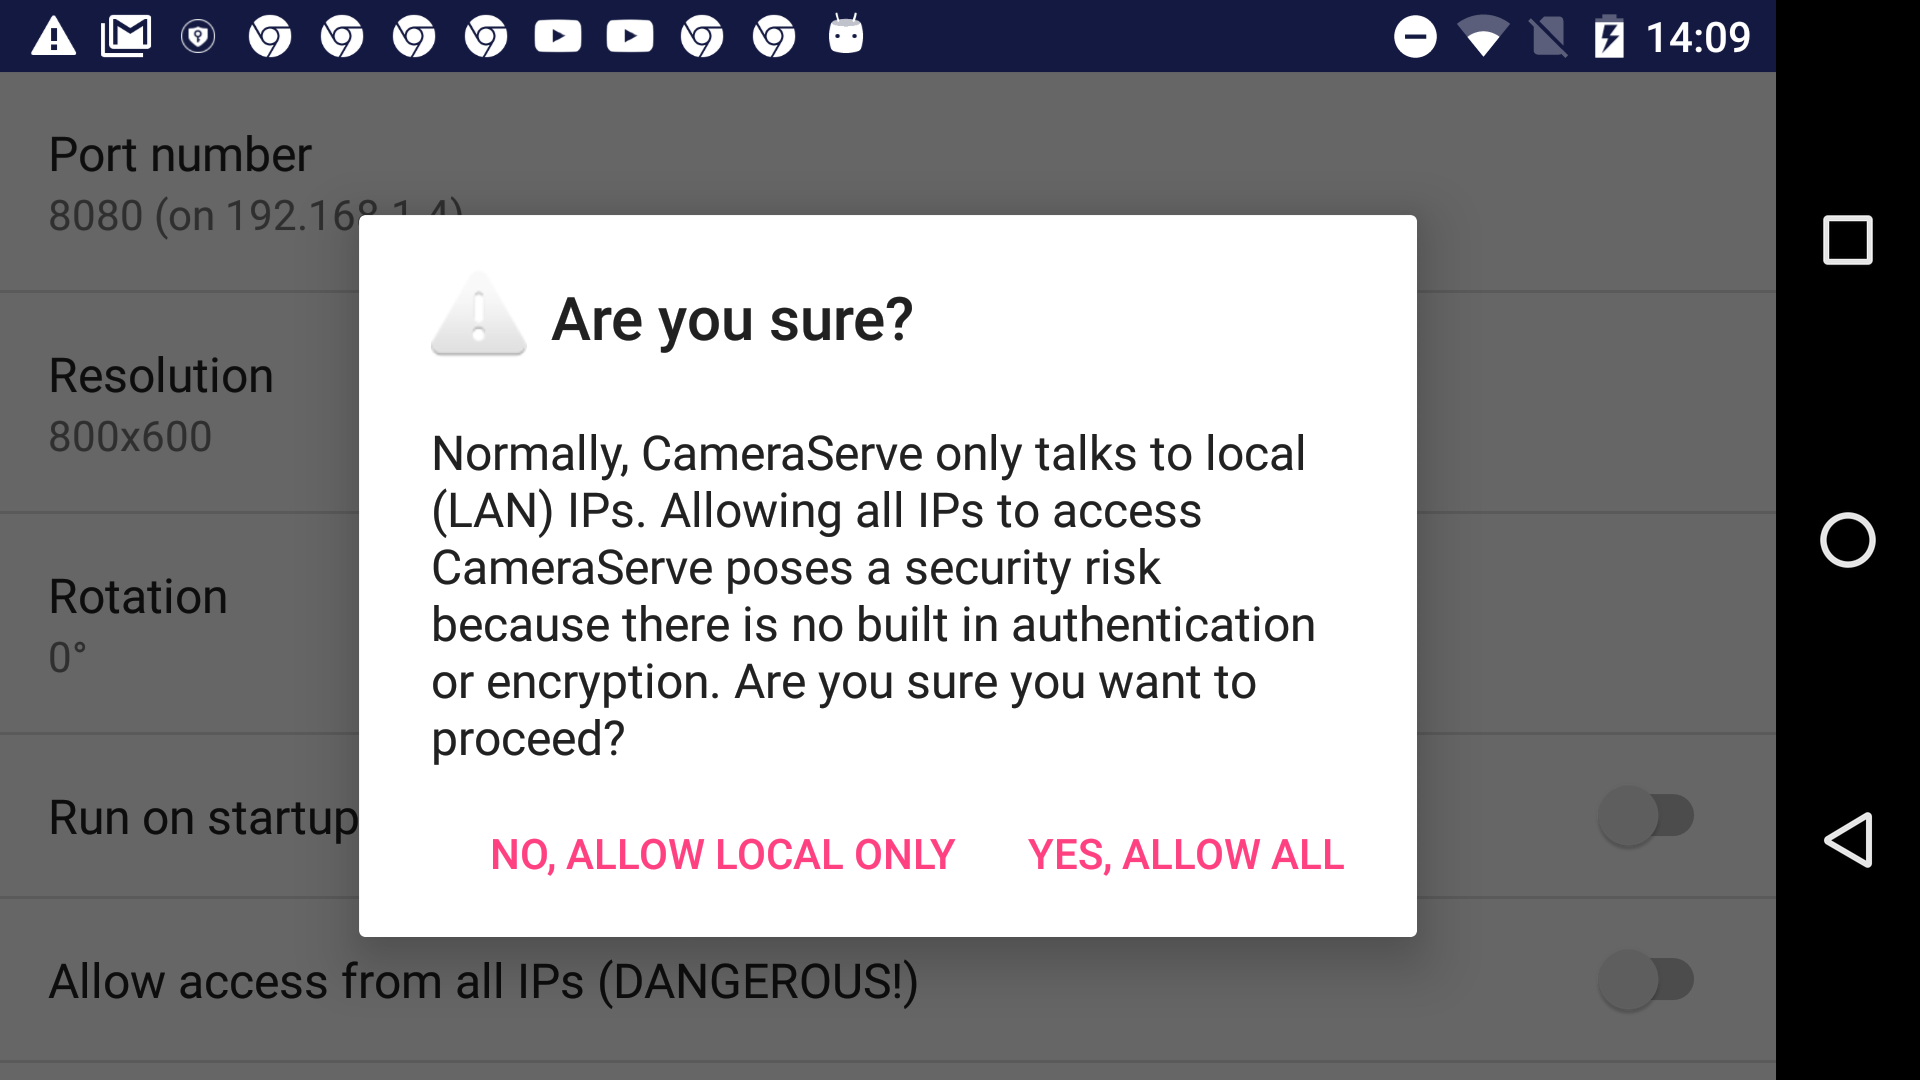 14:09
Port number
8080 (on 192.168.1.4)
Are you sure?
Resolution
800x600
Normally, CameraServe only talks to local
(LAN) IPs. Allowing all IPs to access
CameraServe poses a security risk
because there is no built in authentication
or encryption. Are you sure you want to
proceed?
Rotation
0°
Run on startup
NO, ALLOW LOCAL ONLY YES, ALLOW ALL
Allow access from all IPs (DANGEROUS!)